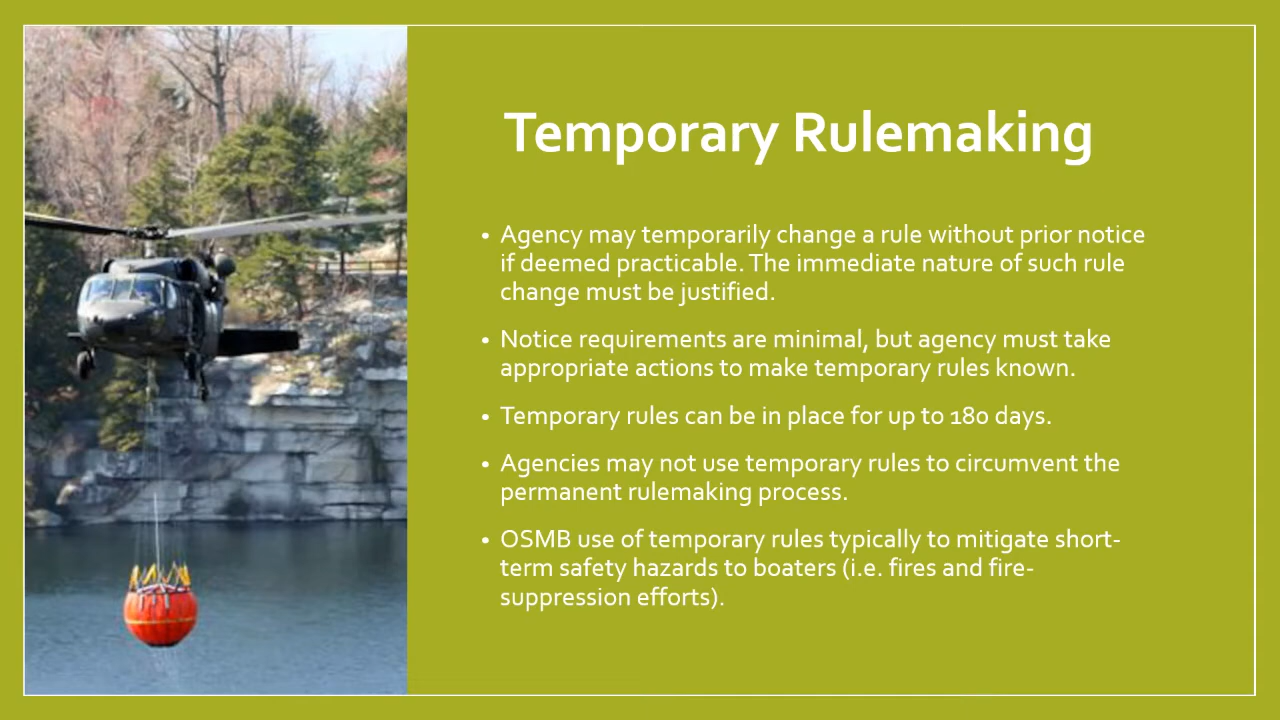 Temporary Rulemaking
• Agency may temporarily change a rule without prior notice
if deemed practicable. The immediate nature of such rule
change must be justified.
• Notice requirements are minimal, but agency must take
appropriate actions to make temporary rules known.
• Temporary rules can be in place for up to 180 days.
• Agencies may not use temporary rules to circumvent the
permanent rulemaking process.
• OSMB use of temporary rules typically to mitigate short-
term safety hazards to boaters (i.e. fires and fire-
suppression efforts).